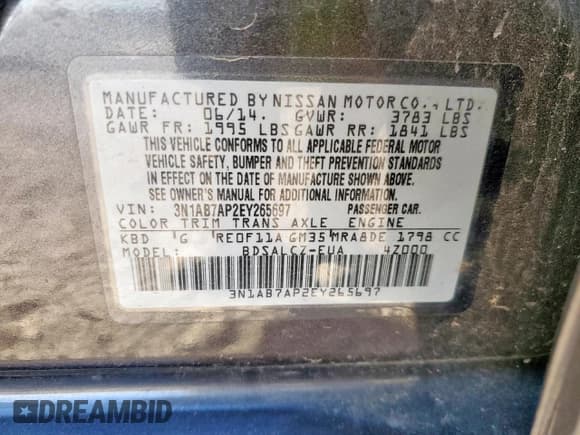 MANUFACTURED BY NISSAN MOTOR CO., LTD.
DATE: 06/14. GVWR: 3783 LBS
GAWR FR: 1995 LBS GAWR RR: 1841 LBS
THIS VEHICLE CONFORMS TO ALL APPLICABLE FEDERAL MOTOR
VEHICLE SAFETY, BUMPER AND THEFT PREVENTION STANDARDS
IN EFFECT ON THE DATE OF MANUFACTURE SHOWN ABOVE.
SEE OWNER'S MANUAL FOR ADDITIONAL INFORMATION.
VIN: 3N1AB7AP2EY265697 PASSENGER CAR.
COLOR TRIM TRANS AXLE ENGINE
KBD G RE0F11A GM35 MRA8DE 1798 CC
MODEL: BDSALCZ-EUA 4Z000
3N1AB7AP2EY265697
DREAMBID